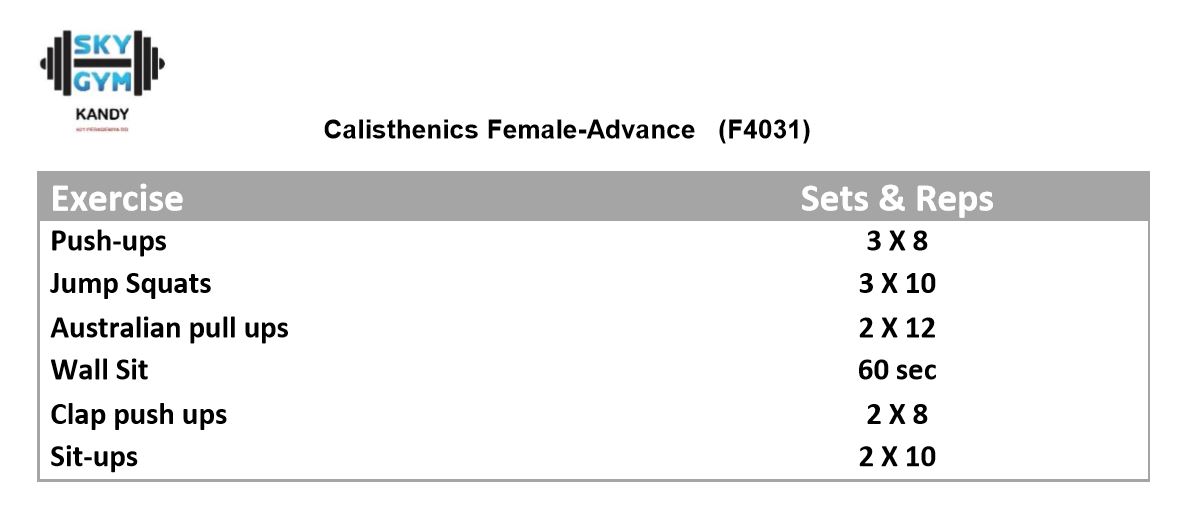 SKY
GYM
KANDY
Calisthenics Female-Advance (F4031)
Exercise Sets & Reps
Push-ups 3 X 8
Jump Squats 3 X 10
Australian pull ups 2 X 12
Wall Sit 60 sec
Clap push ups 2 X 8
Sit-ups 2 X 10